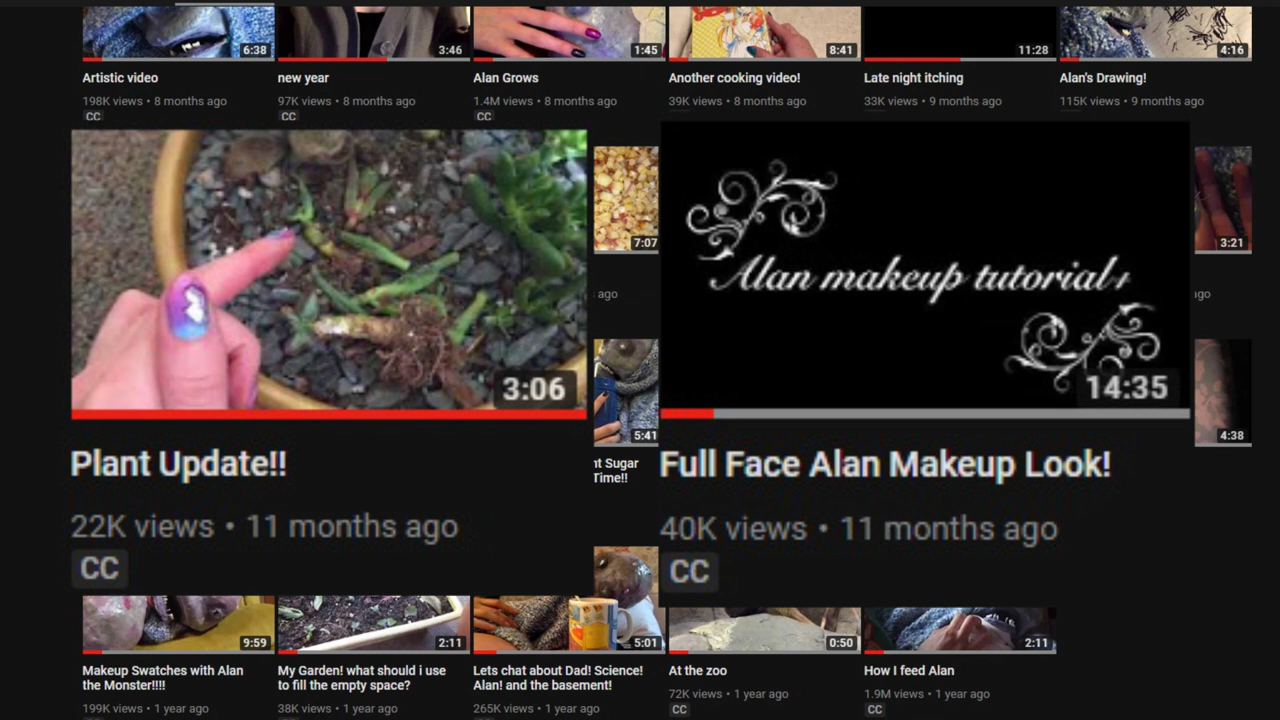 6:38
3:46
1:45
8:41
11:28
4:16
Artistic video
new year
Alan Grows
Another cooking video!
Late night itching
Alan's Drawing!
198K views • 8 months ago
97K views • 8 months ago
1.4M views • 8 months ago
39K views • 8 months ago
33K views • 9 months ago
115K views • 9 months ago
CC
CC
CC
7:07
3:21
ago
ago
Alan makeup tutorial
3:06
14:35
5:41
4:38
nt Sugar
Time!!
Plant Update!!
Full Face Alan Makeup Look!
22K views • 11 months ago
40K views • 11 months ago
CC
CC
9:59
2:11
5:01
0:50
2:11
Makeup Swatches with Alan
the Monster!!!!
My Garden! what should i use
to fill the empty space?
Lets chat about Dad! Science!
Alan! and the basement!
At the zoo
How I feed Alan
199K views • 1 year ago
38K views • 1 year ago
265K views • 1 year ago
72K views • 1 year ago
1.9M views • 1 year ago
CC
CC